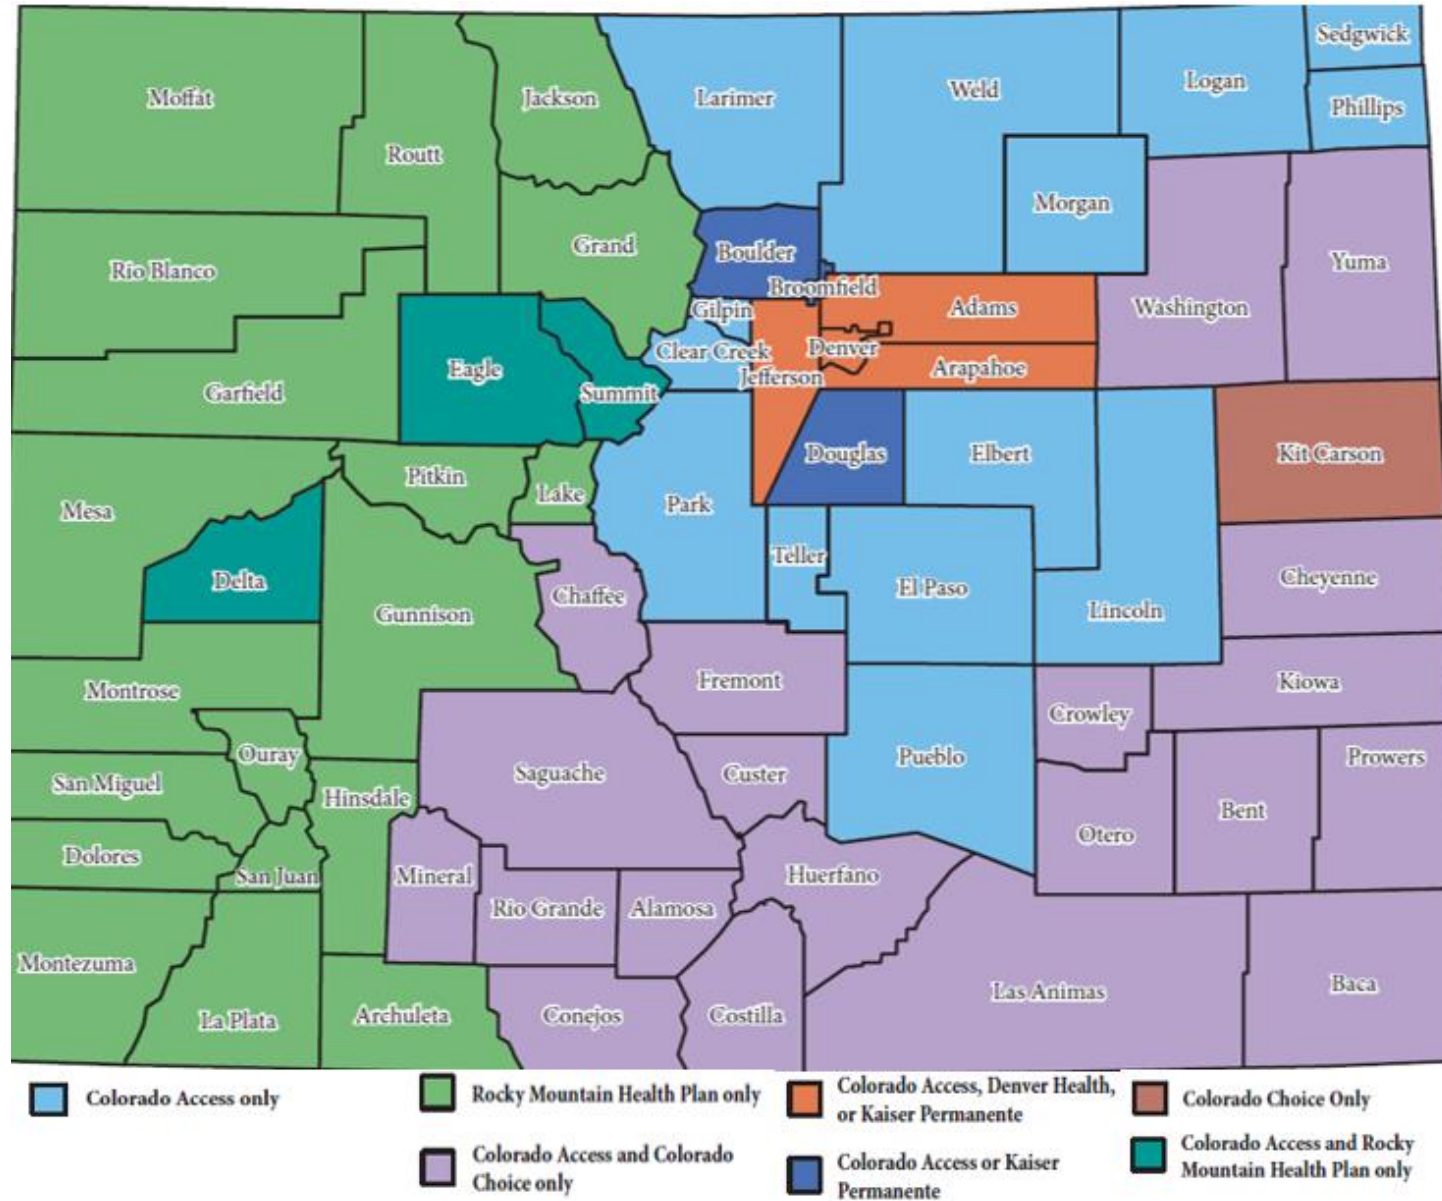 Sedgwick
Moffat
Jackson
Larimer
Weld
Logan
Phillips
Routt
Morgan
Rio Blanco
Grand
Boulder
Yuma
Broomfield
Gilpin
Adams
Washington
Clear Creek
Denver
Eagle
Jefferson
Arapahoe
Garfield
Summit
Douglas
Elbert
Kit Carson
Pitkin
Lake
Park
Mesa
Teller
Delta
Chaffee
El Paso
Cheyenne
Gunnison
Lincoln
Montrose
Fremont
Kiowa
Crowley
Ouray
Pueblo
Prowers
San Miguel
Saguache
Custer
Hinsdale
Bent
Otero
Dolores
San Juan
Mineral
Huerfano
Rio Grande
Alamosa
Montezuma
Las Animas
Baca
La Plata
Archuleta
Conejos
Costilla
Colorado Access only
Rocky Mountain Health Plan only
Colorado Access and Colorado
Choice only
Colorado Access, Denver Health,
or Kaiser Permanente
Colorado Access or Kaiser
Permanente
Colorado Choice Only
Colorado Access and Rocky
Mountain Health Plan only